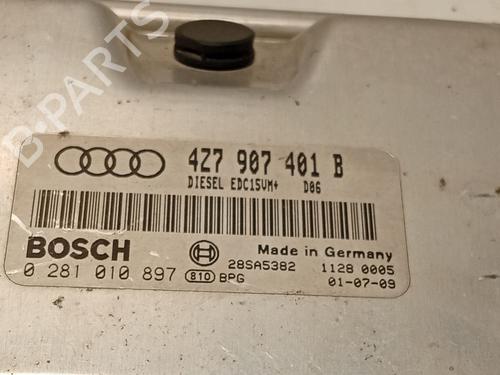 4Z7 907 401 B
DIESEL EDC15VM+ D06
BOSCH
Made in Germany
0 281 010 897
810
28SA5382
1128 0005
BPG
01-07-09
B-PARTS